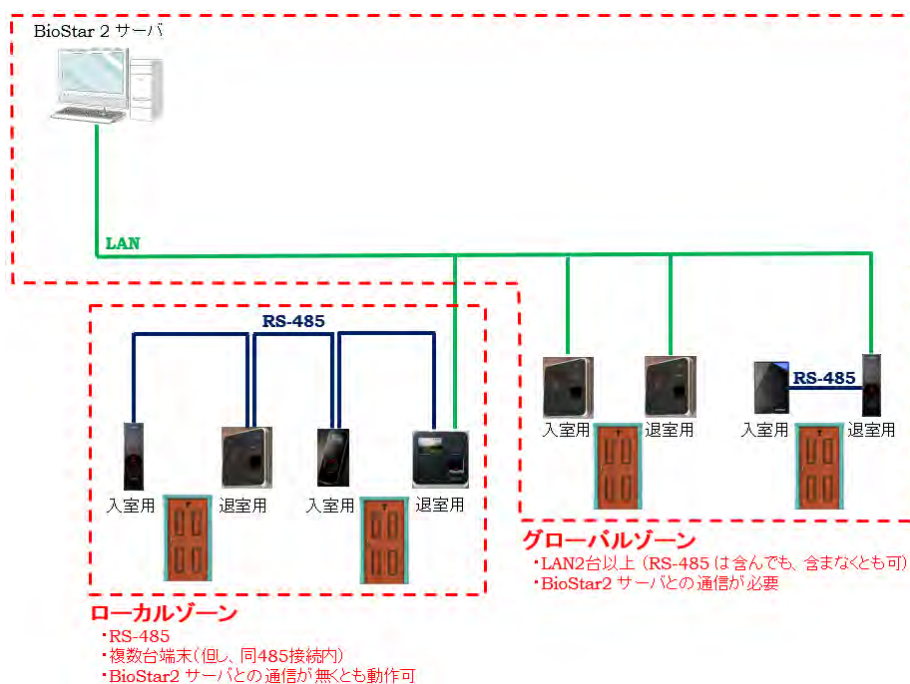 BioStar 2 サーバ
LAN
RS-485
RS-485
入室用
退室用
入室用
退室用
入室用
退室用
入室用
退室用
グローバルゾーン
・LAN2台以上 (RS-485 は含んでも、含まなくとも可)
・BioStar2 サーバとの通信が必要
ローカルゾーン
・RS-485
・複数台端末(但し、同485接続内)
・BioStar2 サーバとの通信が無くとも動作可